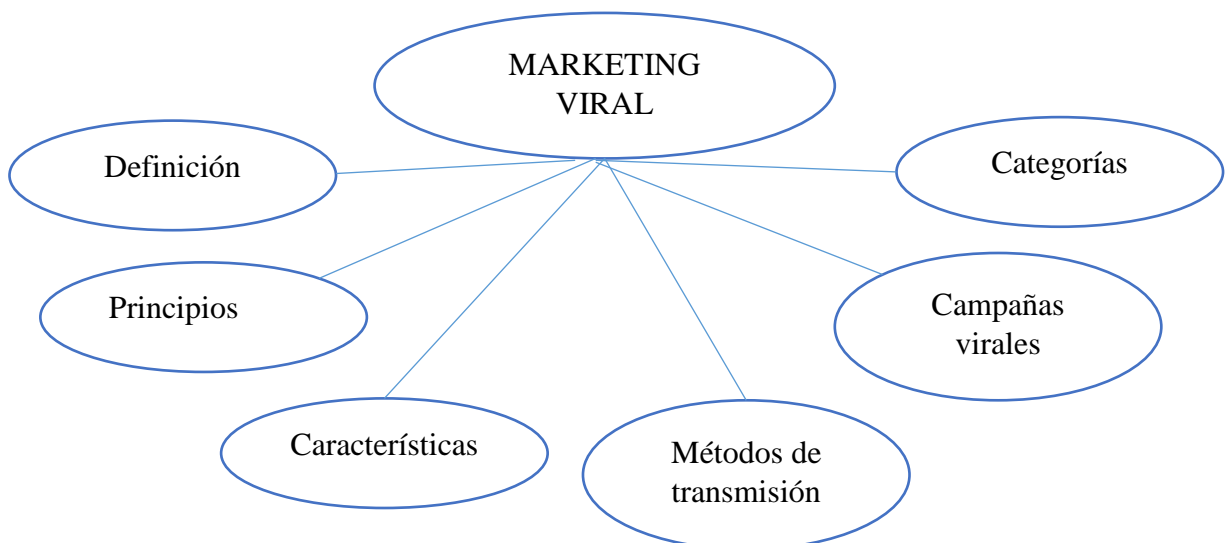 MARKETING
VIRAL
Definición
Categorías
Principios
Campañas
virales
Características
Métodos de
transmisión